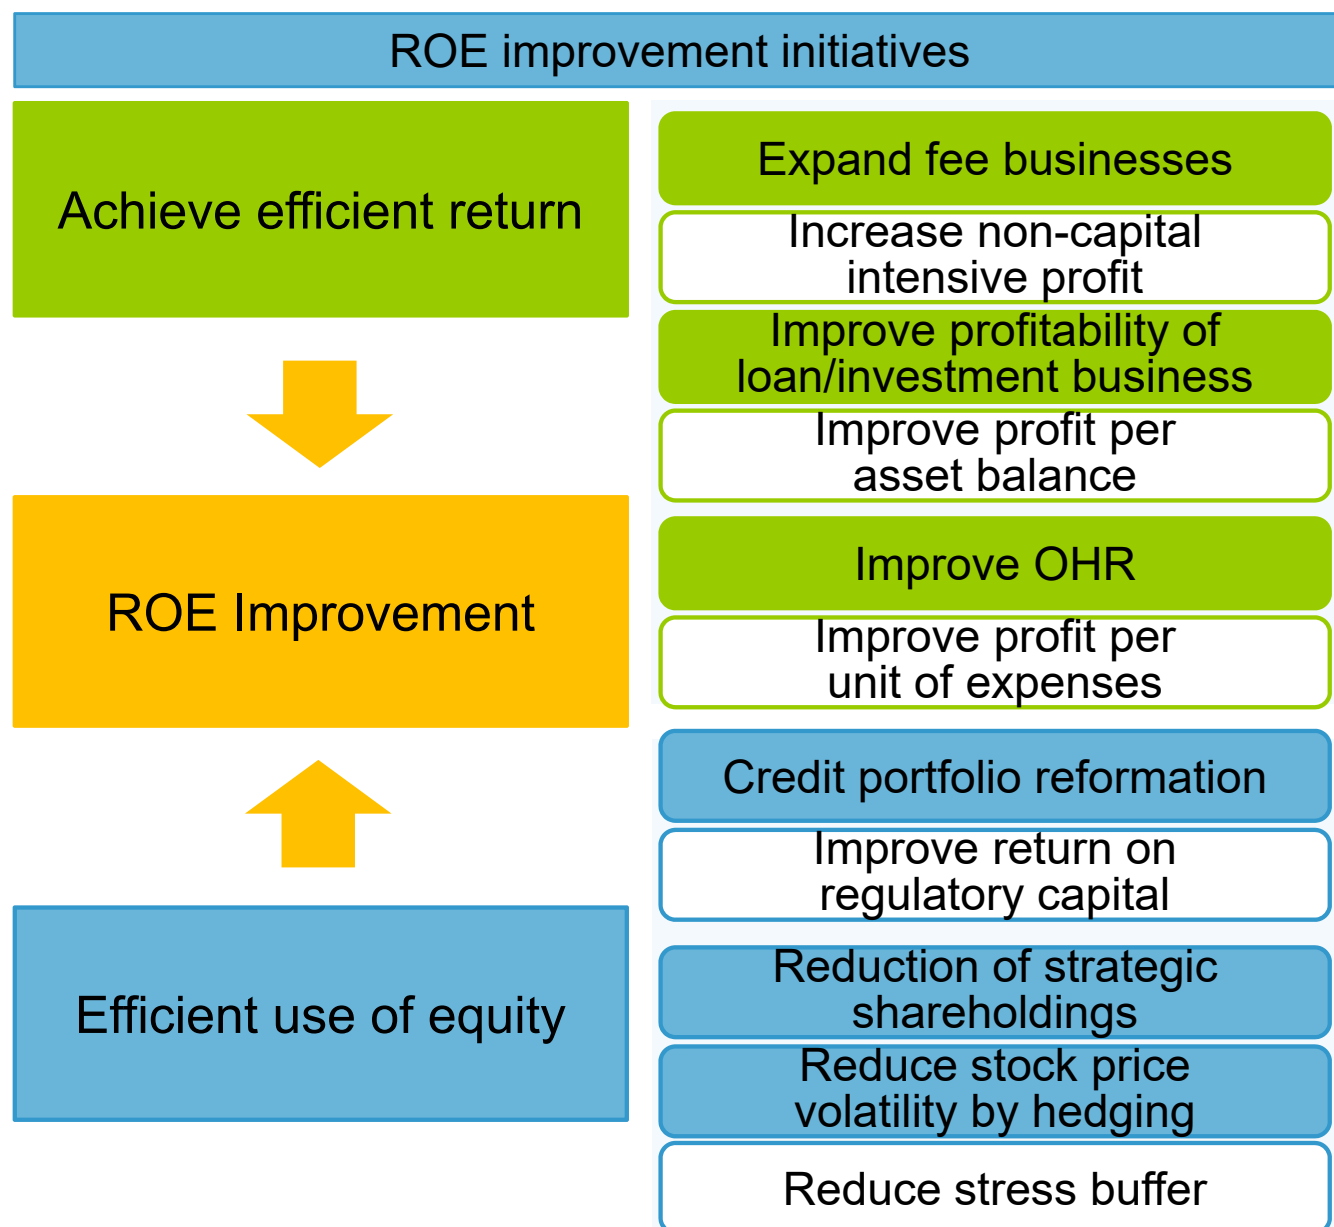 ROE improvement initiatives
Achieve efficient return
ROE Improvement
Efficient use of equity
Expand fee businesses
Increase non-capital
intensive profit
Improve profitability of
loan/investment business
Improve profit per
asset balance
Improve OHR
Improve profit per
unit of expenses
Credit portfolio reformation
Improve return on
regulatory capital
Reduction of strategic
shareholdings
Reduce stock price
volatility by hedging
Reduce stress buffer